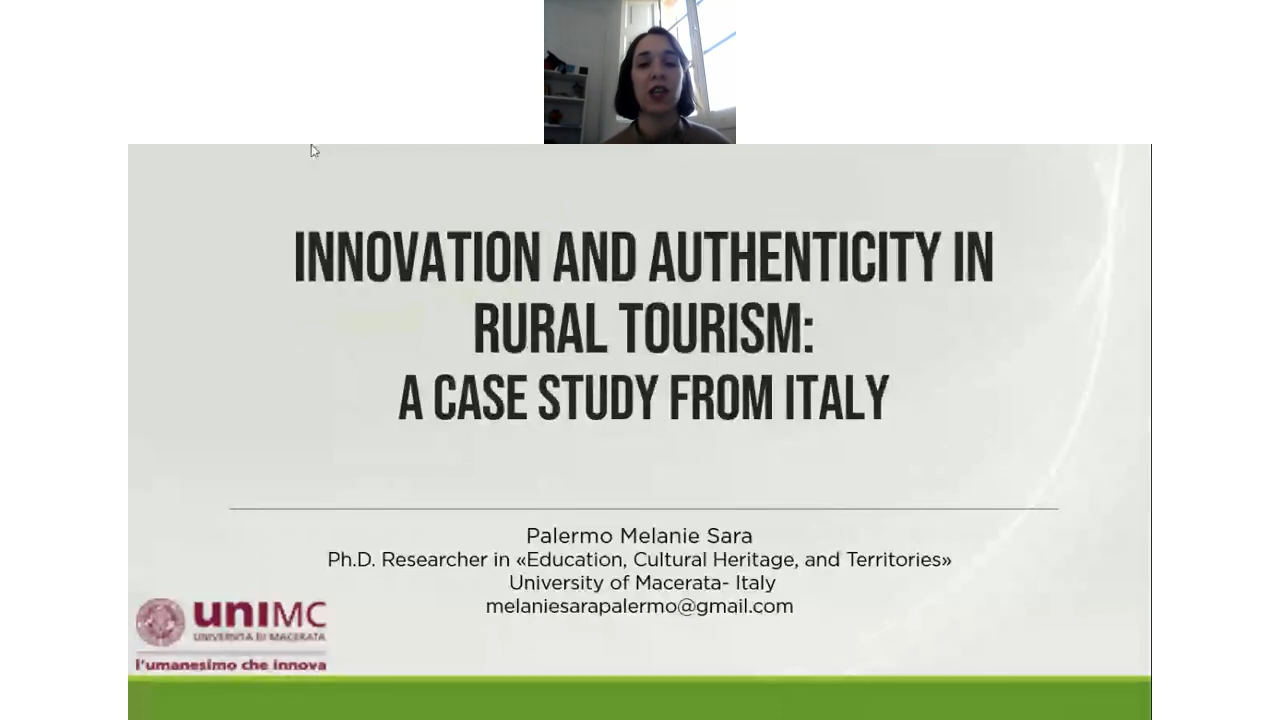 INNOVATION AND AUTHENTICITY IN
RURAL TOURISM:
A CASE STUDY FROM ITALY
Palermo Melanie Sara
Ph.D. Researcher in «Education, Cultural Heritage, and Territories»
University of Macerata- Italy
melaniesarapalermo@gmail.com
unIMC
UNIVERSITÀ DI MACERATA
l'umanesimo che innova